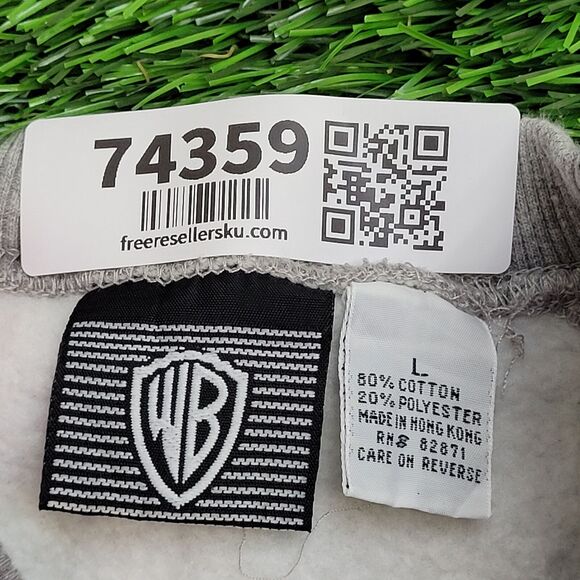 74359
freeresellersku.com
WB
L.
80% COTTON
20% POLYESTER
MADE IN HONG KONG
RN# 82871
CARE ON REVERSE